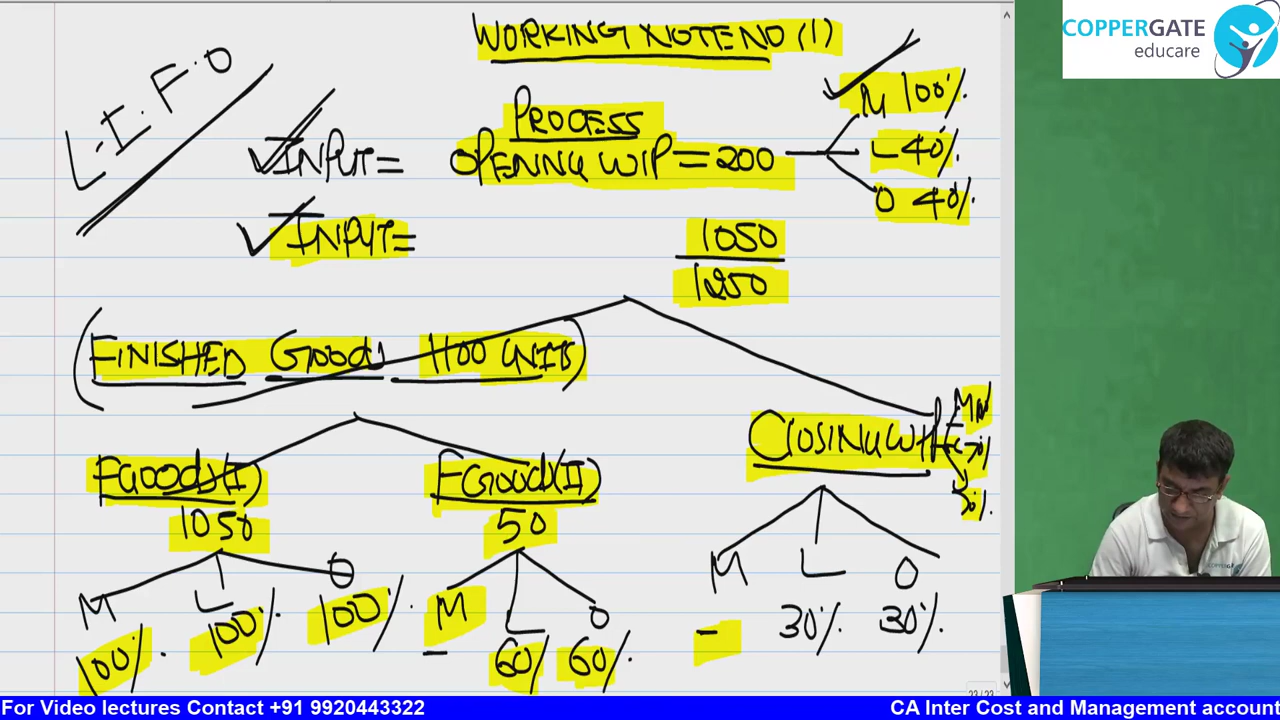 WORKING NOTE NO (1)
L.I.F.O
PROCESS
M 100%
INPUT = OPENING WIP = 200
L 40%
O 40%
INPUT = 1050
1250
(FINISHED GOODS 1100 UNITS)
CLOSING WIP
FGOODS(I) FGOODS(II)
1050 50
M L O M L O M L O
100% 100% 100% - 60% 60% - 30% 30%
COPPERGATE
educare
For Video lectures Contact +91 9920443322
CA Inter Cost and Management account